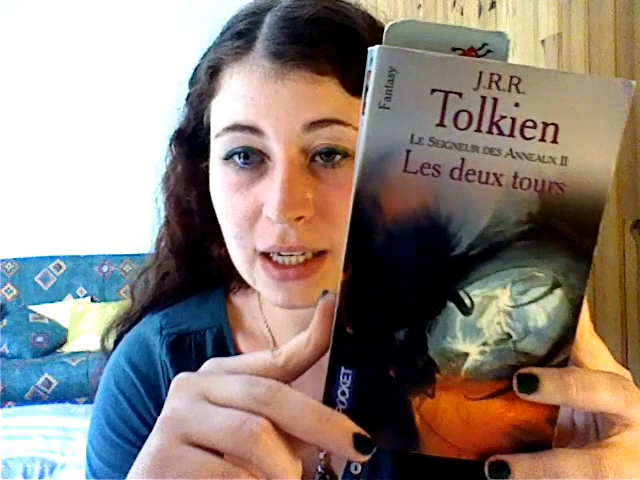 Fantasy
J.R.R.
Tolkien
LE SEIGNEUR DES ANNEAUX II
Les deux tours
POCKET